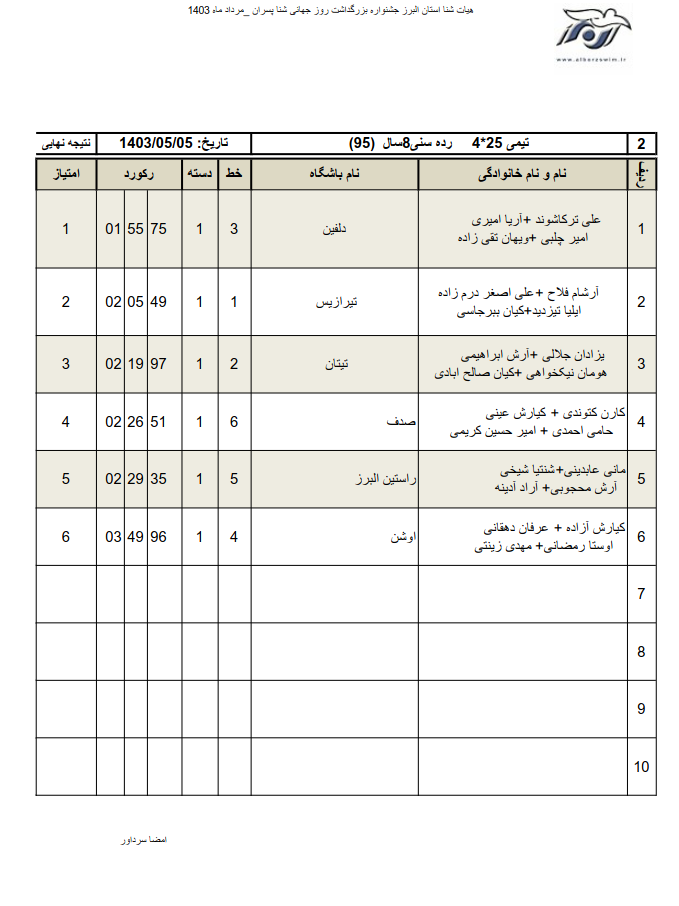 هیات شنا استان البرز جشنواره بزرگداشت روز جهانی شنا پسران _مرداد ماه 1403
www.alborzswim.ir
2 تیمی 25*4 رده سنی8سال (95) تاریخ: 1403/05/05 نتیجه نهایی
ردیف نام و نام خانوادگی نام باشگاه خط دسته رکورد امتیاز
علی ترکاشوند +آریا امیری
1 امیر چلبی +ویهان تقی زاده دلفین 3 1 01 55 75 1
آرشام فلاح +علی اصغر درم زاده
2 ایلیا تیزدید+کیان ببرجاسی تیرازیس 1 1 02 05 49 2
یزادان جلالی +آرش ابراهیمی
3 هومان نیکخواهی +کیان صالح ابادی تیتان 2 1 02 19 97 3
کارن کتوندی + کیارش عینی
4 حامی احمدی + امیر حسین کریمی صدف 6 1 02 26 51 4
مانی عابدینی+شنتیا شیخی
5 آرش محجوبی+ آراد آدینه راستین البرز 5 1 02 29 35 5
کیارش آزاده + عرفان دهقانی
6 اوستا رمضانی+ مهدی زینتی اوشن 4 1 03 49 96 6
7
8
9
10
امضا سرداور